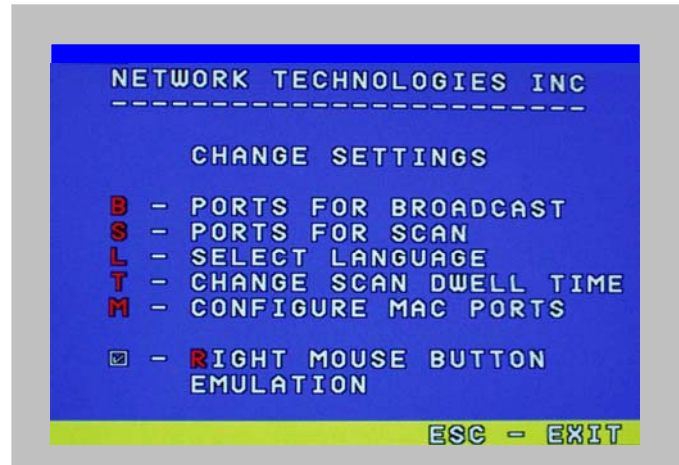 NETWORK TECHNOLOGIES INC
-------------------------
CHANGE SETTINGS
B - PORTS FOR BROADCAST
S - PORTS FOR SCAN
L - SELECT LANGUAGE
T - CHANGE SCAN DWELL TIME
M - CONFIGURE MAC PORTS
☑ - RIGHT MOUSE BUTTON
EMULATION
ESC - EXIT